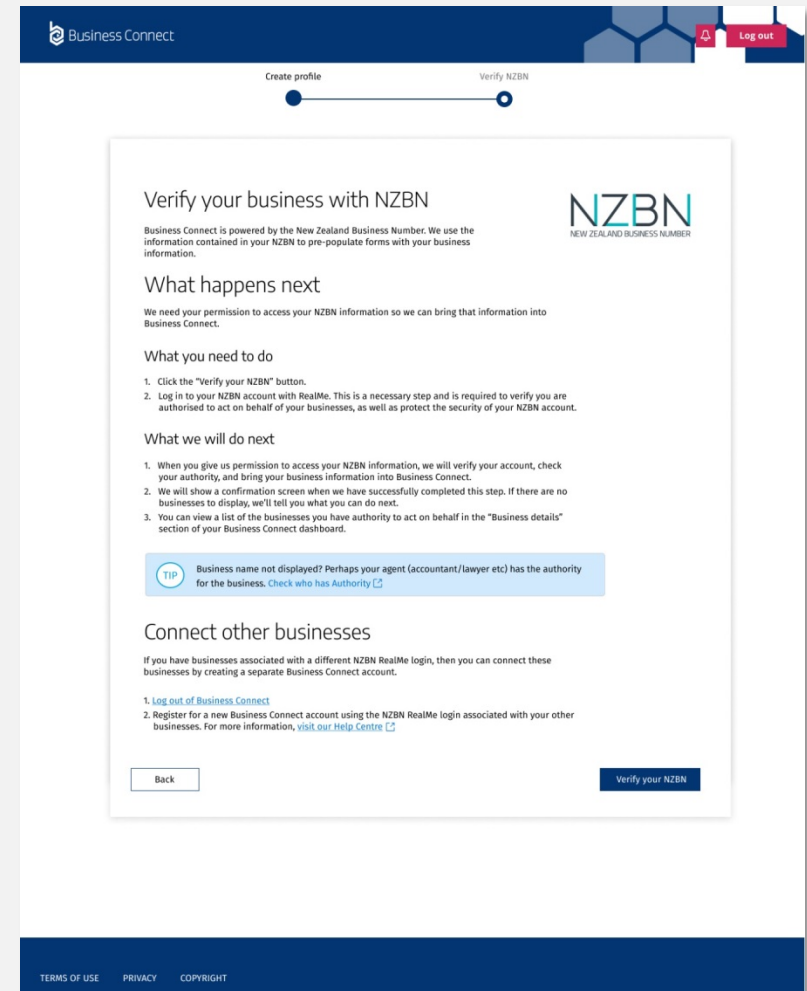 Business Connect
Log out
Create profile
Verify NZBN
Verify your business with NZBN
NZBN
NEW ZEALAND BUSINESS NUMBER
Business Connect is powered by the New Zealand Business Number. We use the
information contained in your NZBN to pre-populate forms with your business
information.
What happens next
We need your permission to access your NZBN information so we can bring that information into
Business Connect.
What you need to do
1. Click the "Verify your NZBN" button.
2. Log in to your NZBN account with RealMe. This is a necessary step and is required to verify you are
authorised to act on behalf of your businesses, as well as protect the security of your NZBN account.
What we will do next
1. When you give us permission to access your NZBN information, we will verify your account, check
your authority, and bring your business information into Business Connect.
2. We will show a confirmation screen when we have successfully completed this step. If there are no
businesses to display, we'll tell you what you can do next.
3. You can view a list of the businesses you have authority to act on behalf in the "Business details"
section of your Business Connect dashboard.
TIP
Business name not displayed? Perhaps your agent (accountant/lawyer etc) has the authority
for the business. Check who has Authority
Connect other businesses
If you have businesses associated with a different NZBN RealMe login, then you can connect these
businesses by creating a separate Business Connect account.
1. Log out of Business Connect
2. Register for a new Business Connect account using the NZBN RealMe login associated with your other
businesses. For more information, visit our Help Centre
Back
Verify your NZBN
TERMS OF USE
PRIVACY
COPYRIGHT